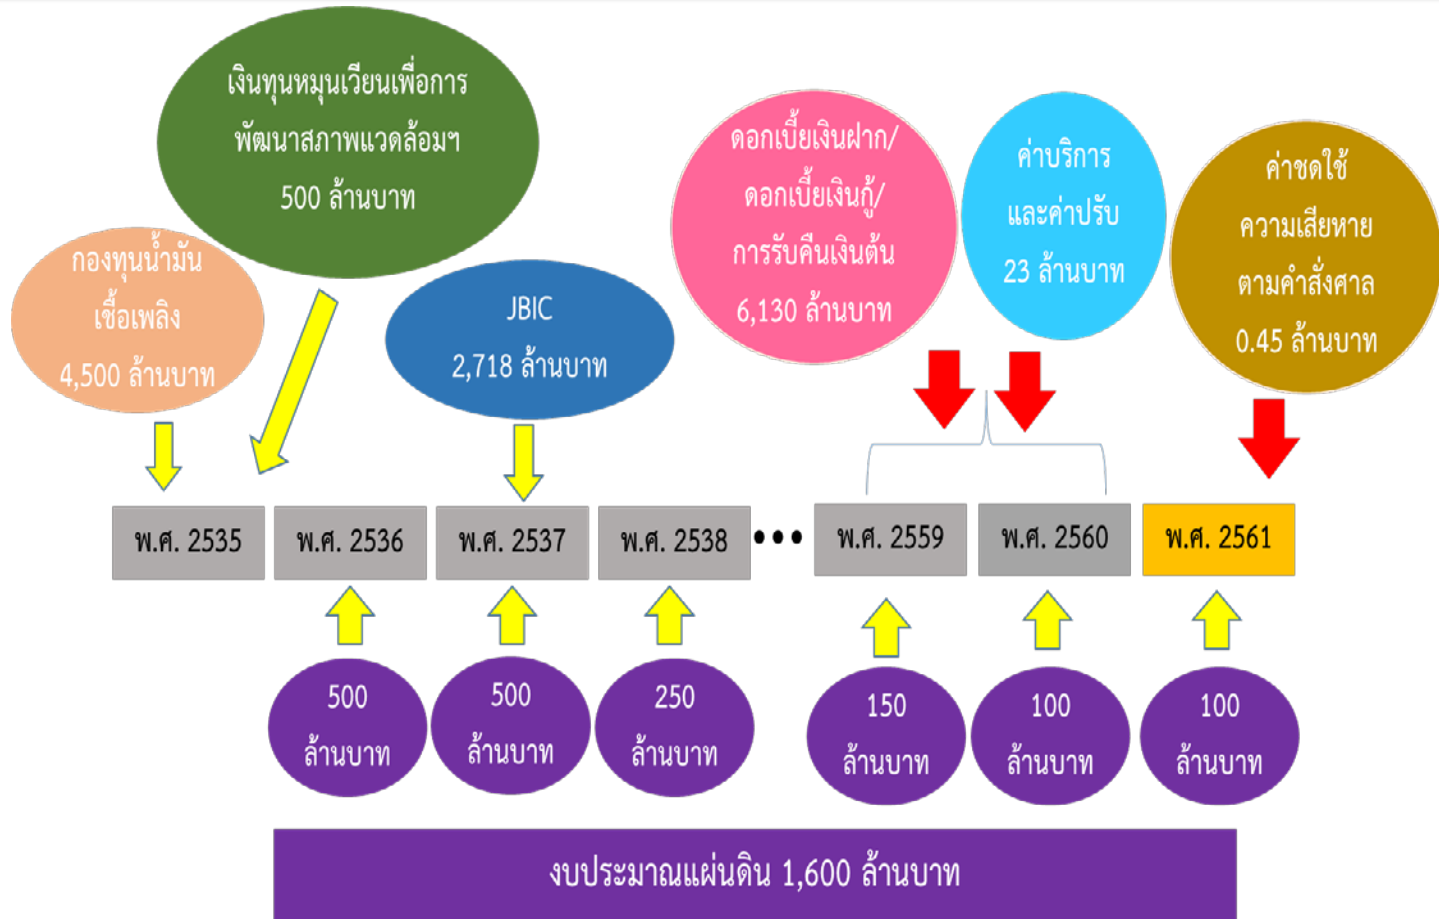 เงินทุนหมุนเวียนเพื่อการ
พัฒนาสภาพแวดล้อมฯ
500 ล้านบาท
กองทุนน้ำมัน
เชื้อเพลิง
4,500 ล้านบาท
JBIC
2,718 ล้านบาท
ดอกเบี้ยเงินฝาก/
ดอกเบี้ยเงินกู้/
การรับคืนเงินต้น
6,130 ล้านบาท
ค่าบริการ
และค่าปรับ
23 ล้านบาท
ค่าชดใช้
ความเสียหาย
ตามคำสั่งศาล
0.45 ล้านบาท
พ.ศ. 2535
พ.ศ. 2536
พ.ศ. 2537
พ.ศ. 2538
•••
พ.ศ. 2559
พ.ศ. 2560
พ.ศ. 2561
500
ล้านบาท
500
ล้านบาท
250
ล้านบาท
150
ล้านบาท
100
ล้านบาท
100
ล้านบาท
งบประมาณแผ่นดิน 1,600 ล้านบาท